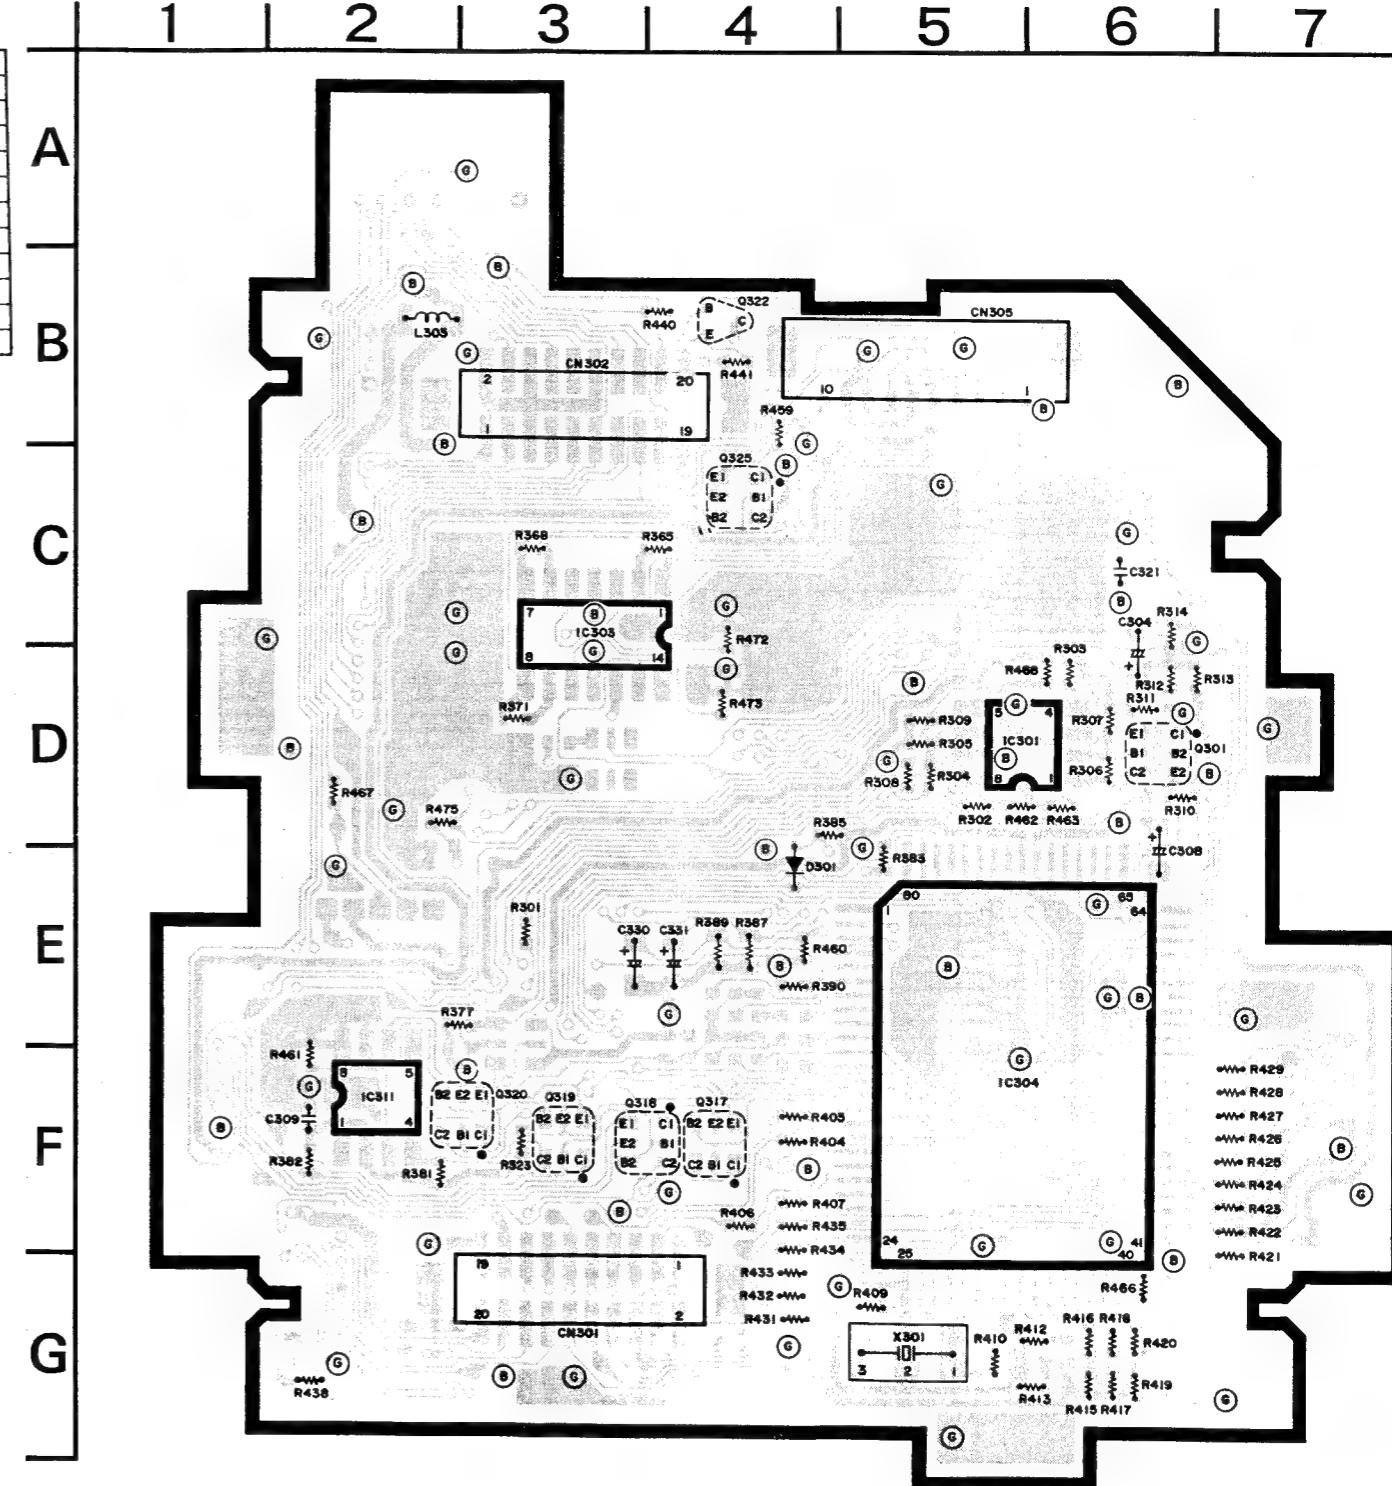 1 2 3 4 5 6 7
A
G
B
B
B
Q322
B C
E
CN305
L303
R440
G
G
G
G
R441
CN302
2 20
10 1
B
B
R459
1 19
B
G
Q325
B
E1 C1
E2 B1
B2 C2
G
C
B
R368
R365
G
C321
B
G
G
B
7 1
IC303
8 14
G
C304
R314
G
R472
G
G
G
R303
R466
R312
R313
B
R371
R473
R311
G
5 4
G
D
R309
R307
E1 C1
B1 B2
C2 E2
Q301
G
B
R305
IC301
B
G
R308
R304
8 1
R306
B
G
R467
R310
G
R475
R302
R462
R463
B
R385
B
D301
G
R383
C308
G
80 65
1 64
G
R301
E
C330
C331
R389
R387
R460
B
B
R390
G
B
G
R377
G
R461
G
IC304
B
8 5
IC311
1 4
G
R429
R428
R427
R426
R425
R424
R423
R422
R421
C309
B2 E2 E1
C2 B1 C1
Q320
Q319
B2 E2 E1
C2 B1 C1
Q318
E1 C1
E2 B1
B2 C2
Q317
B2 E2 E1
C2 B1 C1
R403
R404
F
B
R382
R381
R323
B
B
G
G
B
R407
R406
R435
R434
G
24 41
25 40
G
G
B
19 1
20 2
CN301
R433
R432
R431
G
R409
R466
G
X301
3 2 1
R410
R412
R416 R418
R420
G
G
R438
B
G
R413
R415 R417
R419
G
G